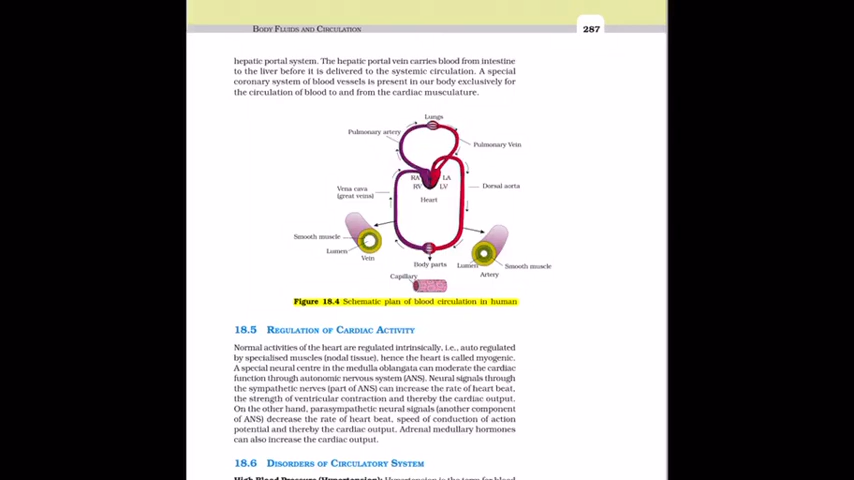 BODY FLUIDS AND CIRCULATION
287
hepatic portal system. The hepatic portal vein carries blood from intestine
to the liver before it is delivered to the systemic circulation. A special
coronary system of blood vessels is present in our body exclusively for
the circulation of blood to and from the cardiac musculature.
Lungs
Pulmonary artery
Pulmonary Vein
RA
LA
RV
LV
Vena cava
(great veins)
Dorsal aorta
Heart
Smooth muscle
Lumen
Vein
Body parts
Lumen
Smooth muscle
Artery
Capillary
Figure 18.4 Schematic plan of blood circulation in human
18.5 REGULATION OF CARDIAC ACTIVITY
Normal activities of the heart are regulated intrinsically, i.e., auto regulated
by specialised muscles (nodal tissue), hence the heart is called myogenic.
A special neural centre in the medulla oblangata can moderate the cardiac
function through autonomic nervous system (ANS). Neural signals through
the sympathetic nerves (part of ANS) can increase the rate of heart beat,
the strength of ventricular contraction and thereby the cardiac output.
On the other hand, parasympathetic neural signals (another component
of ANS) decrease the rate of heart beat, speed of conduction of action
potential and thereby the cardiac output. Adrenal medullary hormones
can also increase the cardiac output.
18.6 DISORDERS OF CIRCULATORY SYSTEM
High Blood Pressure (Hypertension): Hypertension is the term for blood